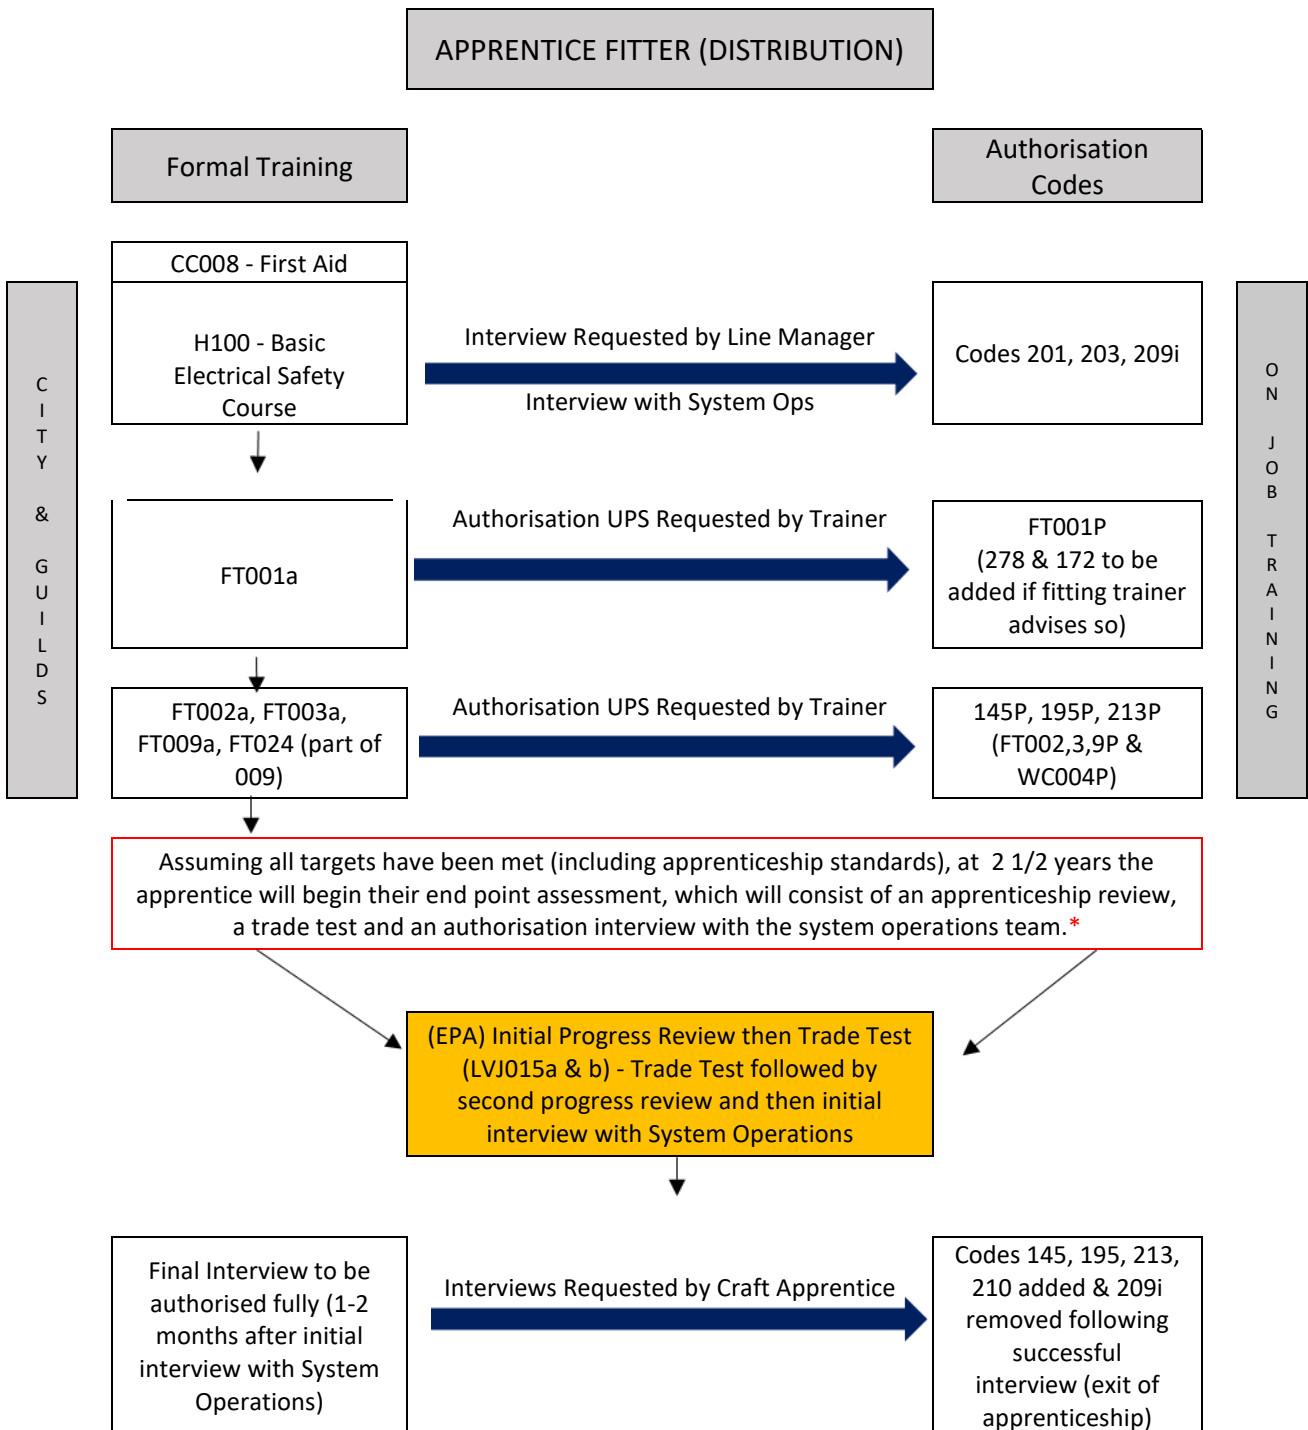 APPRENTICE FITTER (DISTRIBUTION)
Formal Training
Authorisation
Codes
CC008 - First Aid
H100 - Basic
Electrical Safety
Course
Interview Requested by Line Manager
Interview with System Ops
Codes 201, 203, 209i
C
I
T
Y
&
G
U
I
L
D
S
O
N
J
O
B
T
R
A
I
N
I
N
G
FT001a
Authorisation UPS Requested by Trainer
FT001P
(278 & 172 to be
added if fitting trainer
advises so)
FT002a, FT003a,
FT009a, FT024 (part of
009)
Authorisation UPS Requested by Trainer
145P, 195P, 213P
(FT002,3,9P &
WC004P)
Assuming all targets have been met (including apprenticeship standards), at 2 1/2 years the
apprentice will begin their end point assessment, which will consist of an apprenticeship review,
a trade test and an authorisation interview with the system operations team.*
(EPA) Initial Progress Review then Trade Test
(LVJ015a & b) - Trade Test followed by
second progress review and then initial
interview with System Operations
Final Interview to be
authorised fully (1-2
months after initial
interview with System
Operations)
Interviews Requested by Craft Apprentice
Codes 145, 195, 213,
210 added & 209i
removed following
successful
interview (exit of
apprenticeship)